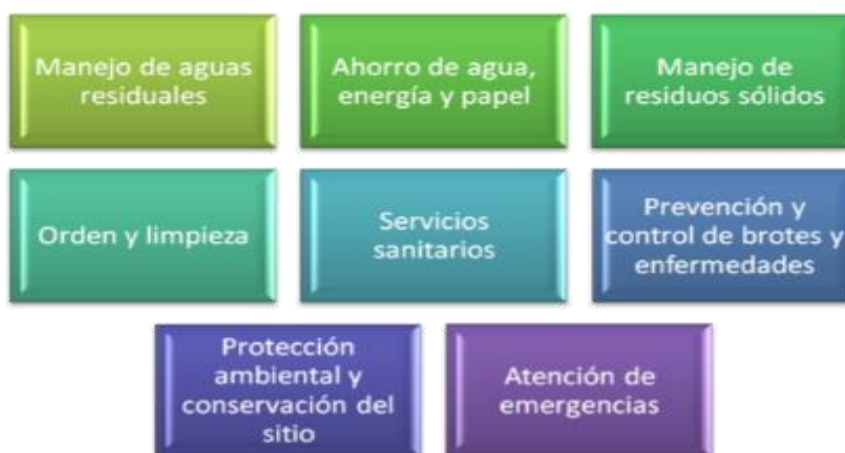 Manejo de aguas
residuales
Ahorro de agua,
energía y papel
Manejo de
residuos sólidos
Orden y limpieza
Servicios
sanitarios
Prevención y
control de brotes y
enfermedades
Protección
ambiental y
conservación del
sitio
Atención de
emergencias